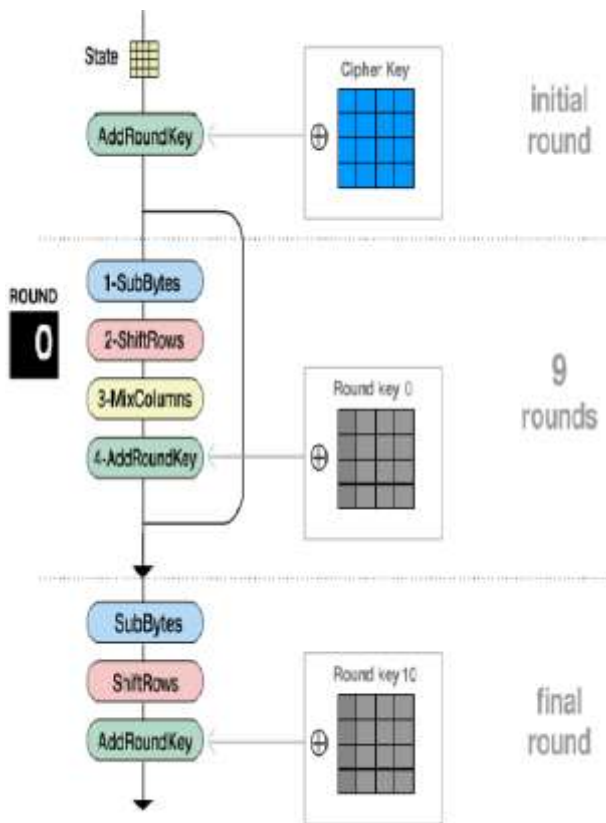 State
Cipher Key
initial
round
AddRoundKey
ROUND
0
1-SubBytes
2-ShiftRows
3-MixColumns
4-AddRoundKey
Round key 0
9
rounds
SubBytes
ShiftRows
AddRoundKey
Round key 10
final
round